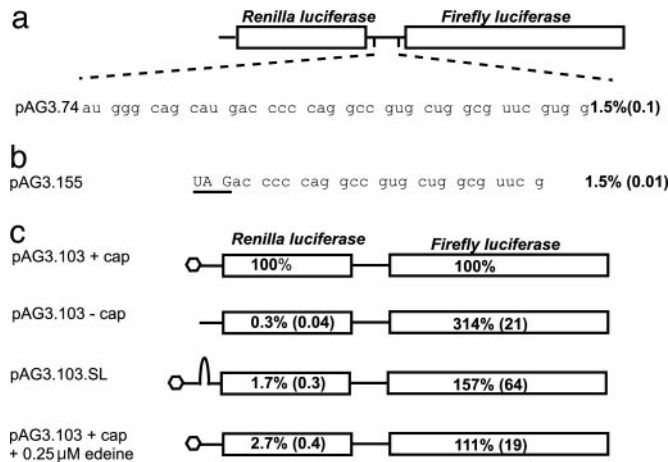 a
Renilla luciferase Firefly luciferase
pAG3.74 au ggg cag cau gac ccc cag gcc gug cug gcg uuc gug g 1.5%(0.1)
b
pAG3.155 UA Gac ccc cag gcc gug cug gcg uuc g 1.5% (0.01)
c
Renilla luciferase Firefly luciferase
pAG3.103 + cap 100% 100%
pAG3.103 - cap 0.3% (0.04) 314% (21)
pAG3.103.SL 1.7% (0.3) 157% (64)
pAG3.103 + cap
+ 0.25 µM edeine 2.7% (0.4) 111% (19)